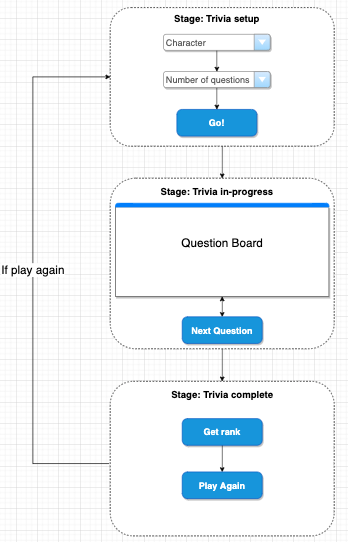 Stage: Trivia setup
Character
Number of questions
Go!
Stage: Trivia in-progress
Question Board
If play again
Next Question
Stage: Trivia complete
Get rank
Play Again